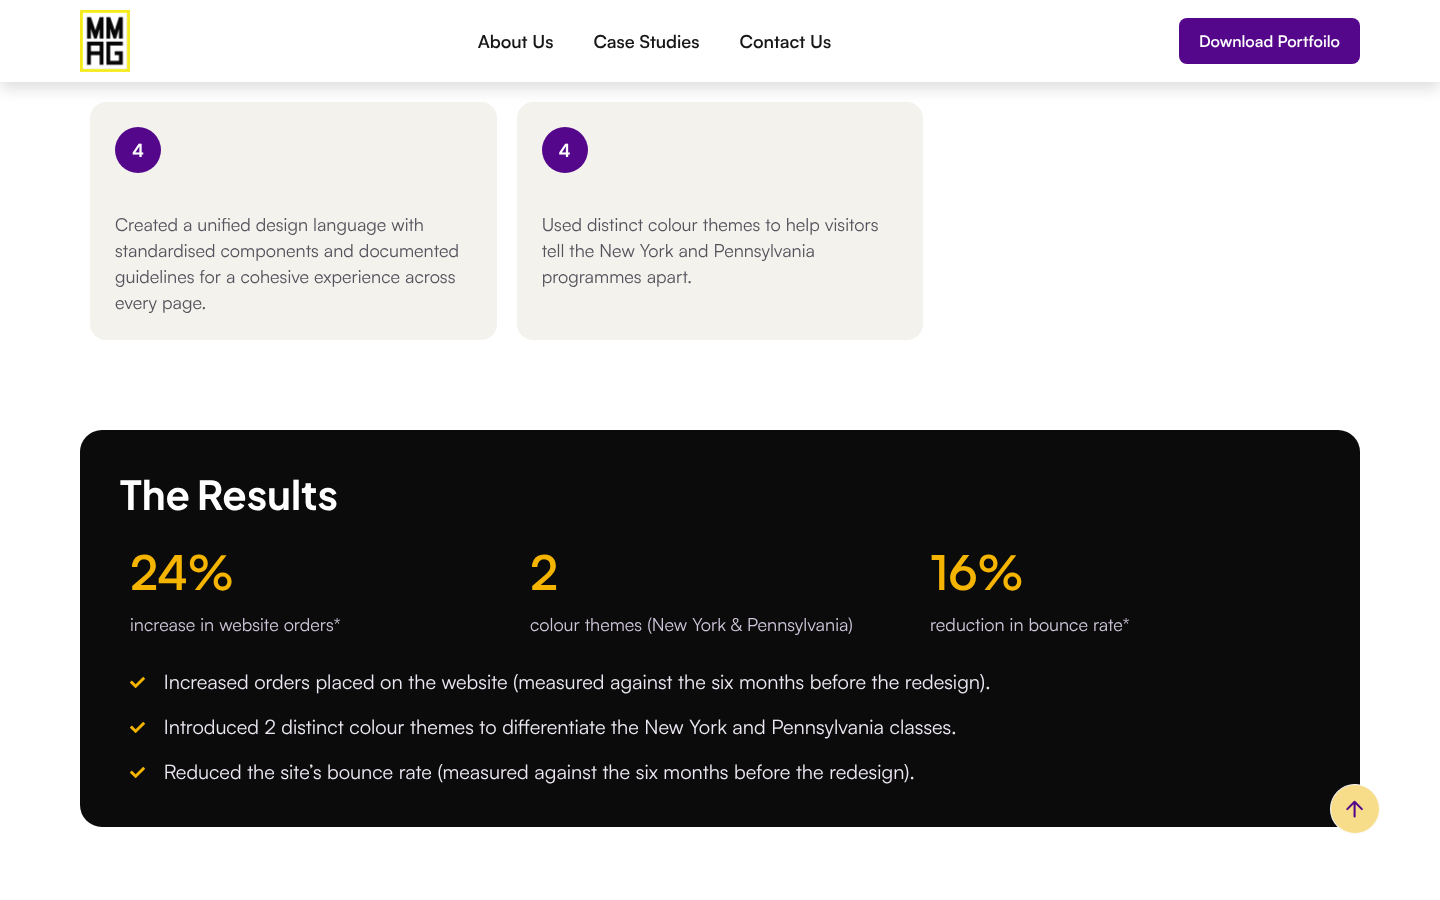 MM
AG
About Us
Case Studies
Contact Us
Download Portfoilo
4
Created a unified design language with
standardised components and documented
guidelines for a cohesive experience across
every page.
4
Used distinct colour themes to help visitors
tell the New York and Pennsylvania
programmes apart.
The Results
24%
increase in website orders*
2
colour themes (New York & Pennsylvania)
16%
reduction in bounce rate*
Increased orders placed on the website (measured against the six months before the redesign).
Introduced 2 distinct colour themes to differentiate the New York and Pennsylvania classes.
Reduced the site’s bounce rate (measured against the six months before the redesign).